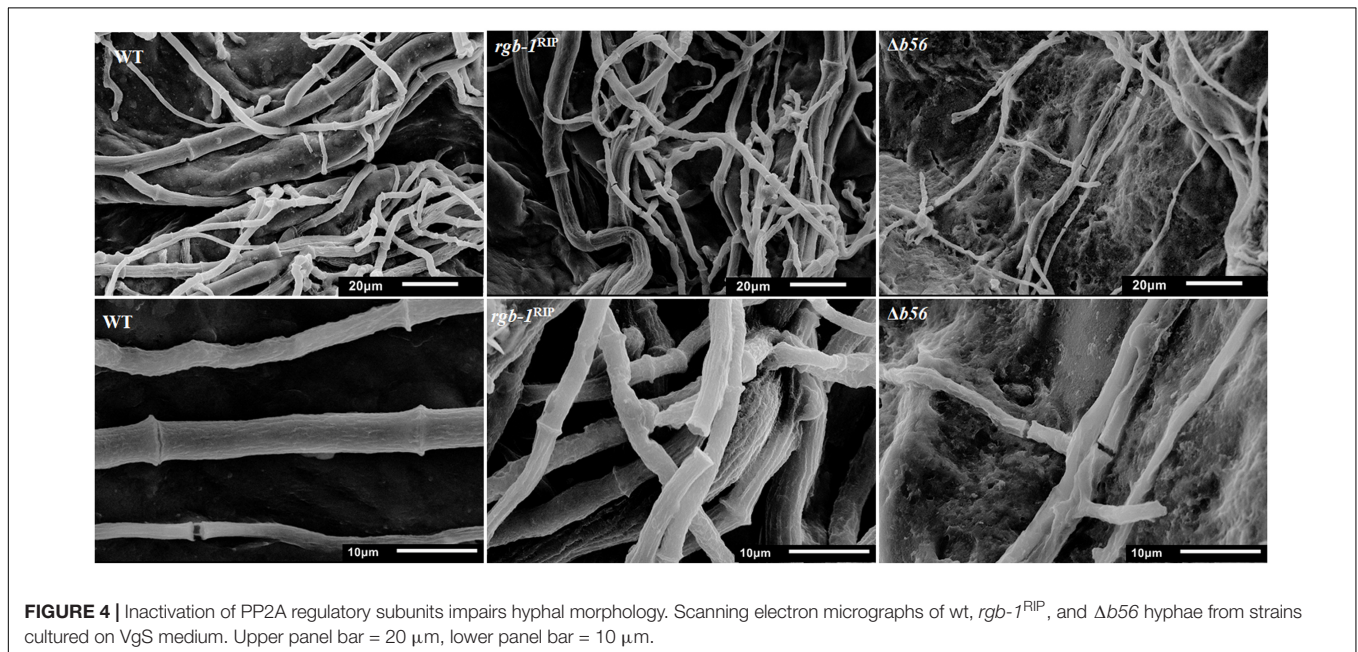 WT
rgb-1RIP
Δb56
20μm
20μm
20μm
WT
rgb-1RIP
Δb56
10μm
10μm
10μm
FIGURE 4 | Inactivation of PP2A regulatory subunits impairs hyphal morphology. Scanning electron micrographs of wt, rgb-1RIP, and Δb56 hyphae from strains
cultured on VgS medium. Upper panel bar = 20 μm, lower panel bar = 10 μm.